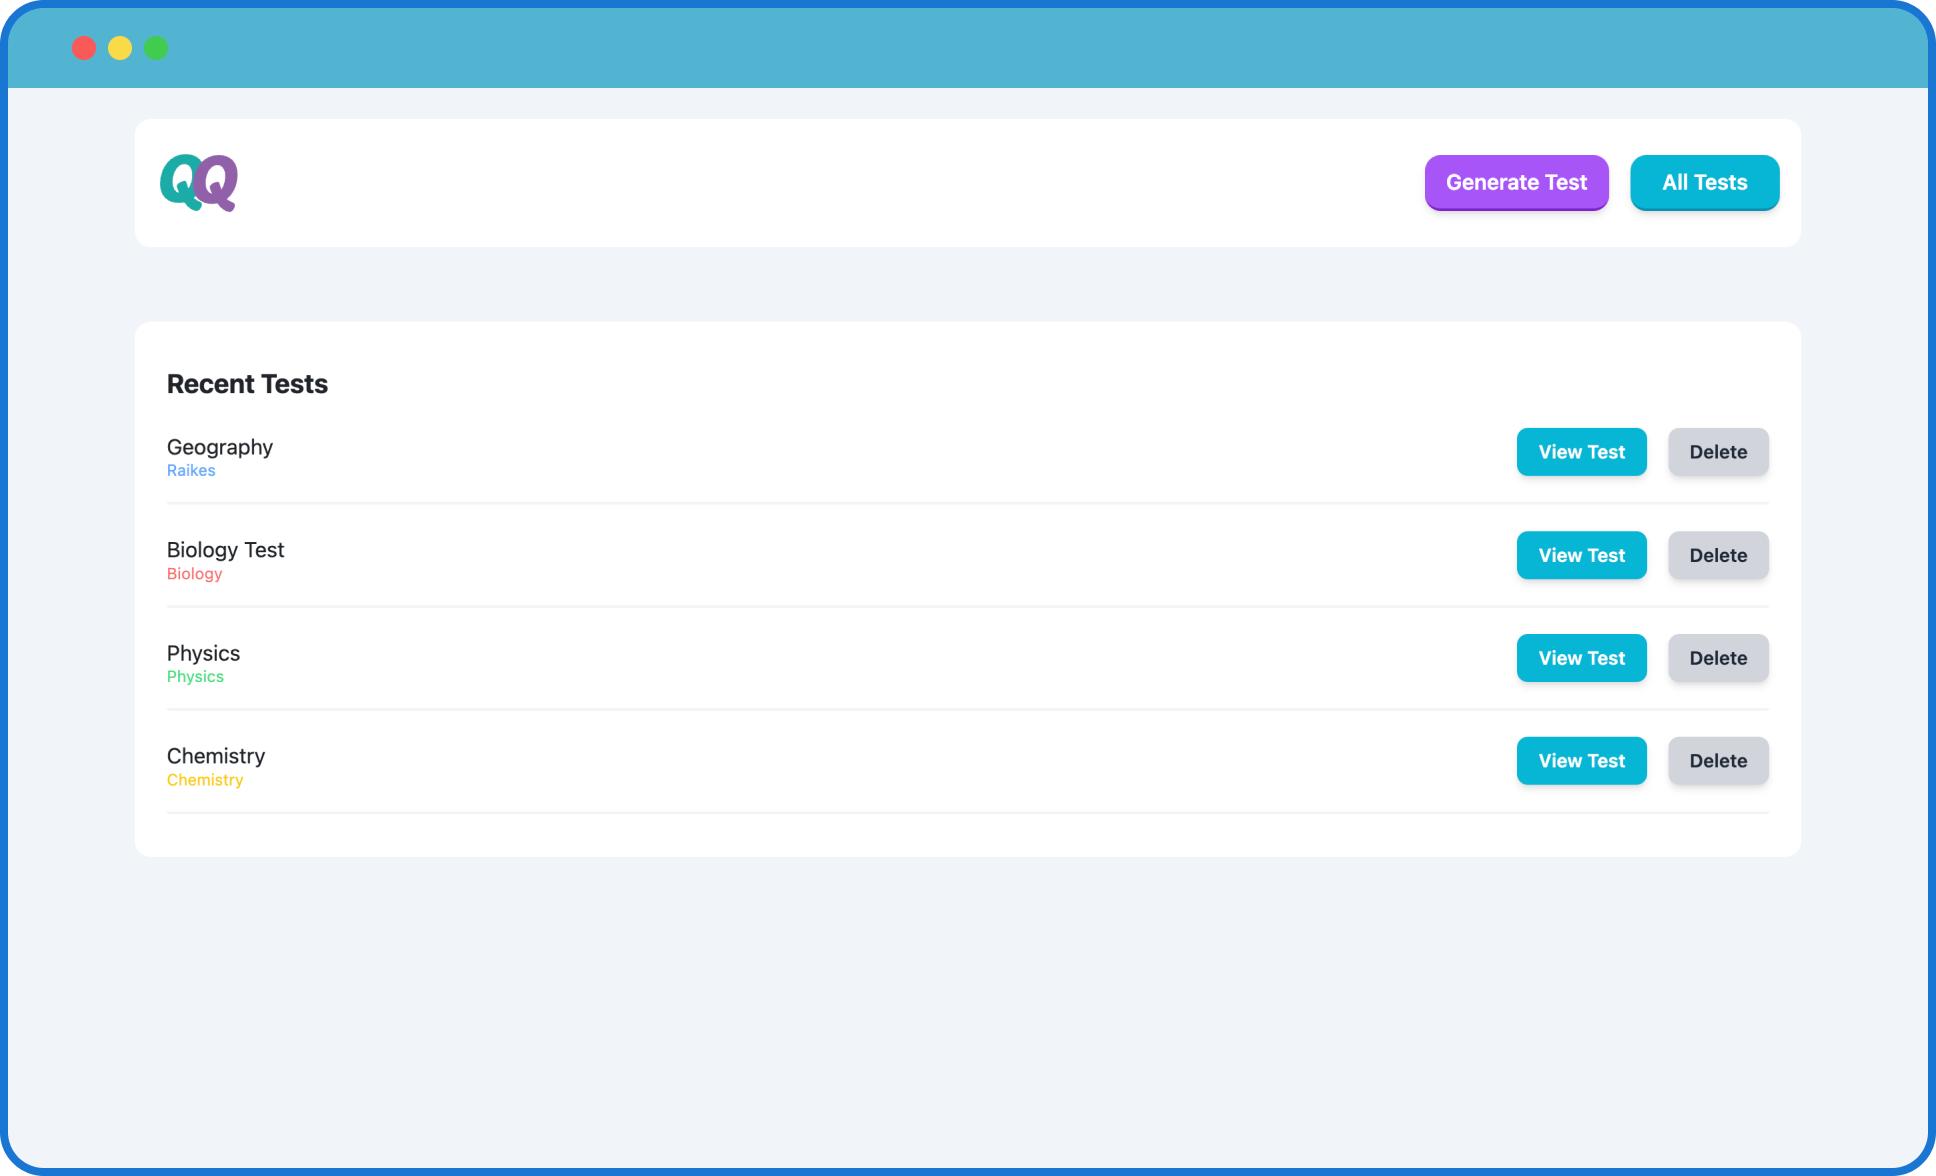 QQ
Generate Test
All Tests
Recent Tests
Geography
Raikes
View Test
Delete
Biology Test
Biology
View Test
Delete
Physics
Physics
View Test
Delete
Chemistry
Chemistry
View Test
Delete